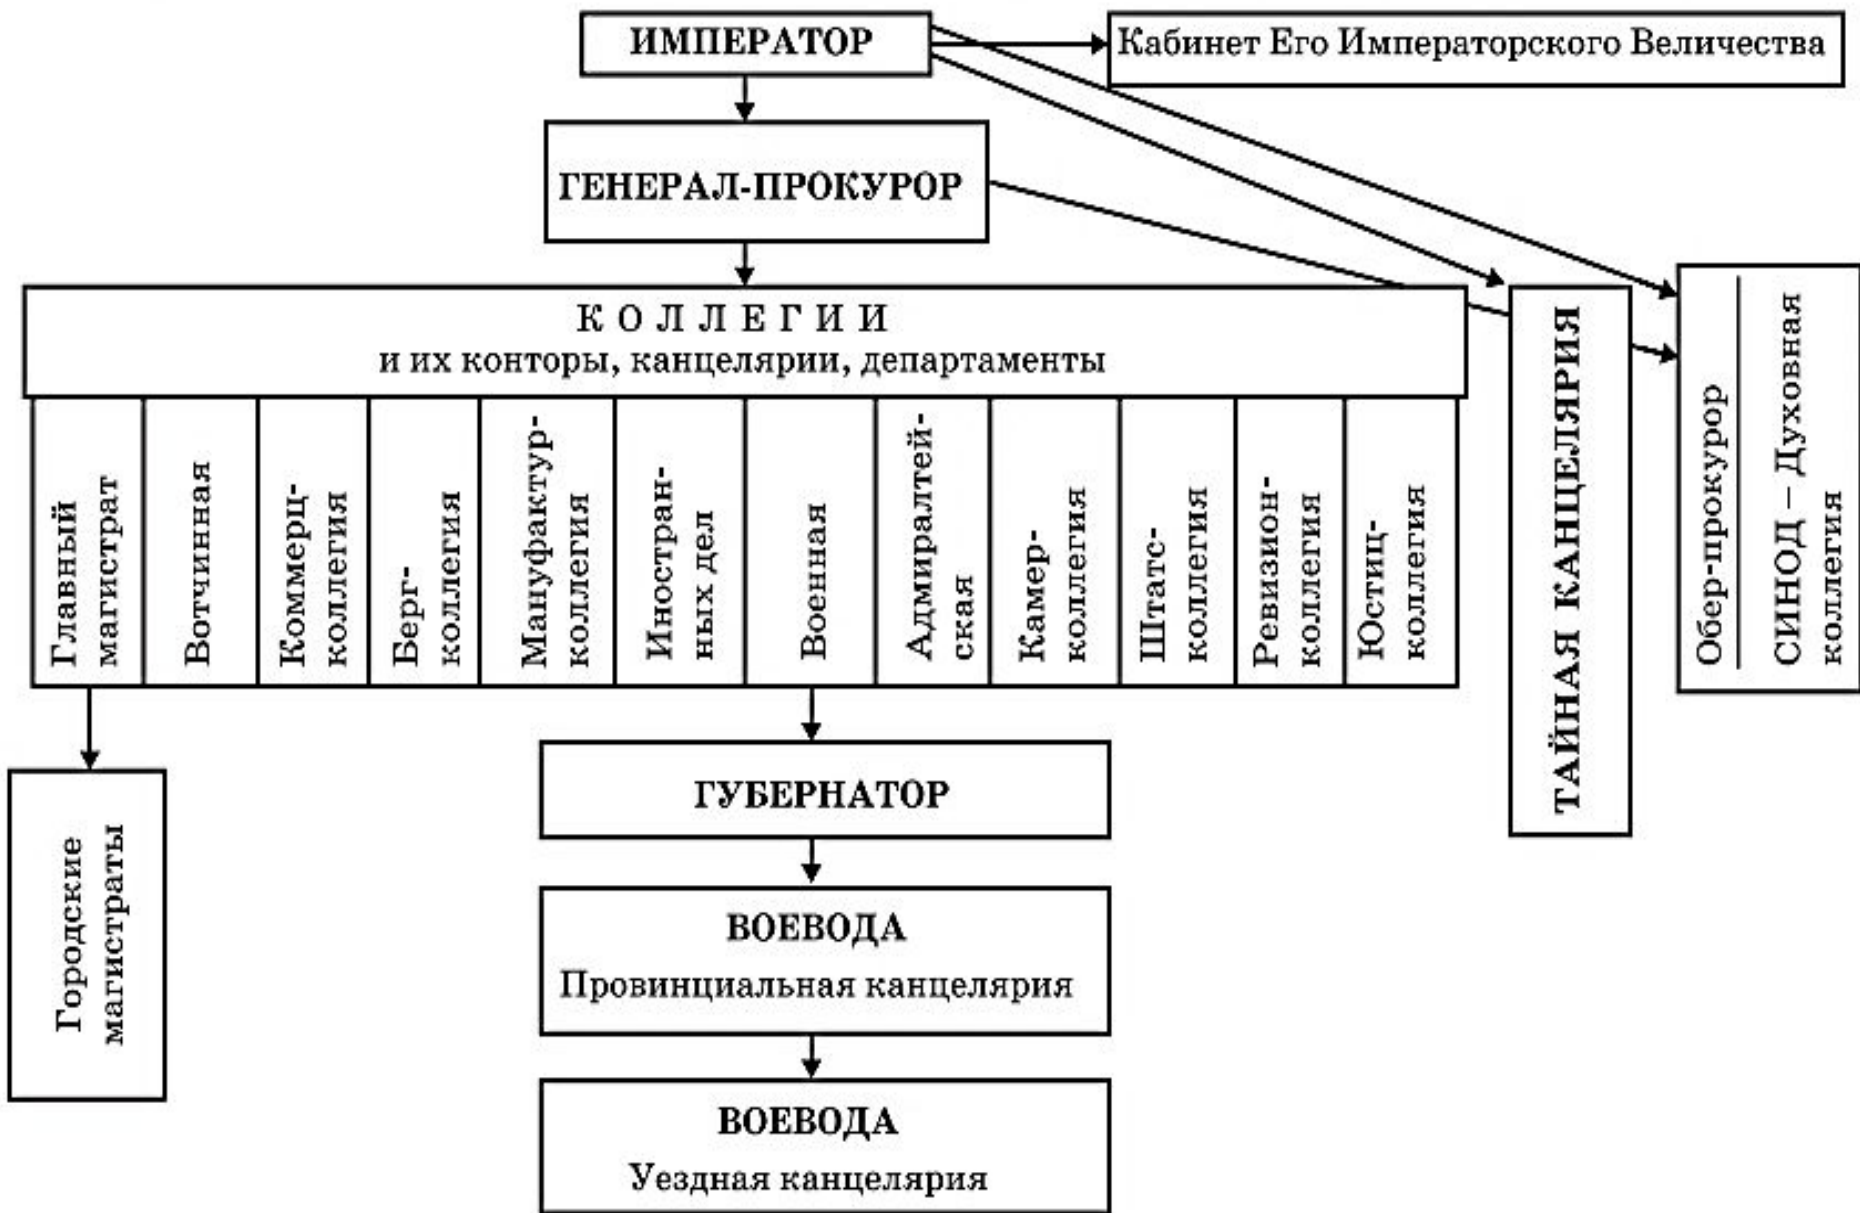 ИМПЕРАТОР
Кабинет Его Императорского Величества
ГЕНЕРАЛ-ПРОКУРОР
КОЛЛЕГИИ
и их конторы, канцелярии, департаменты
Главный
магистрат
Вотчинная
Коммерц-
коллегия
Берг-
коллегия
Мануфактур-
коллегия
Иностран-
ных дел
Военная
Адмиралтей-
ская
Камер-
коллегия
Штатс-
коллегия
Ревизион-
коллегия
Юстиц-
коллегия
ТАЙНАЯ КАНЦЕЛЯРИЯ
Обер-прокурор
СИНОД – Духовная
коллегия
Городские
магистраты
ГУБЕРНАТОР
ВОЕВОДА
Провинциальная канцелярия
ВОЕВОДА
Уездная канцелярия